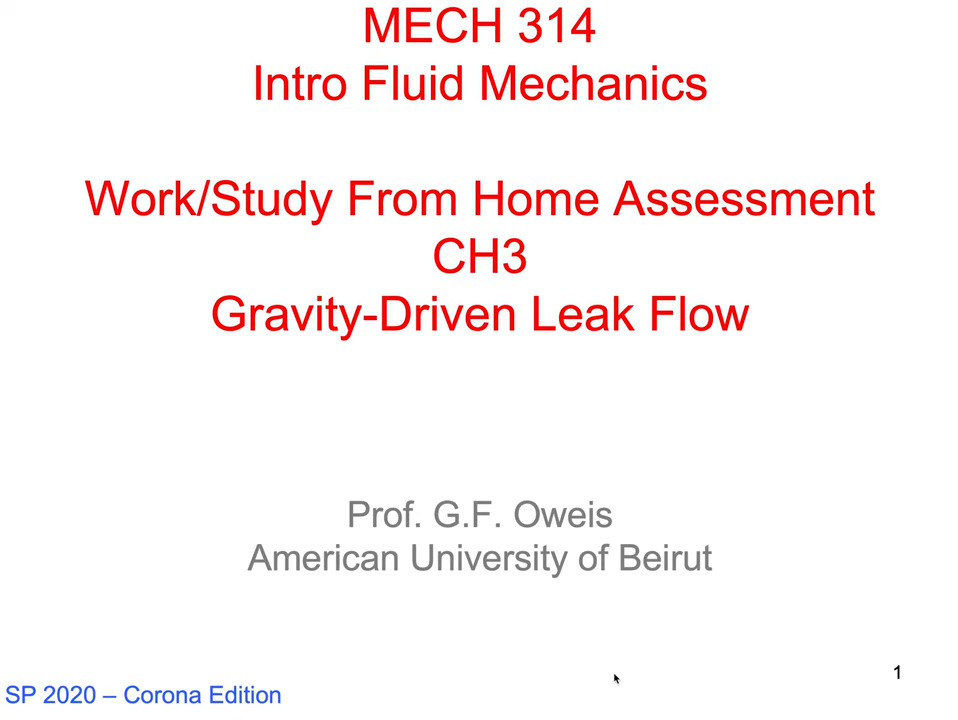 MECH 314
Intro Fluid Mechanics
Work/Study From Home Assessment
CH3
Gravity-Driven Leak Flow
Prof. G.F. Oweis
American University of Beirut
1
SP 2020 – Corona Edition